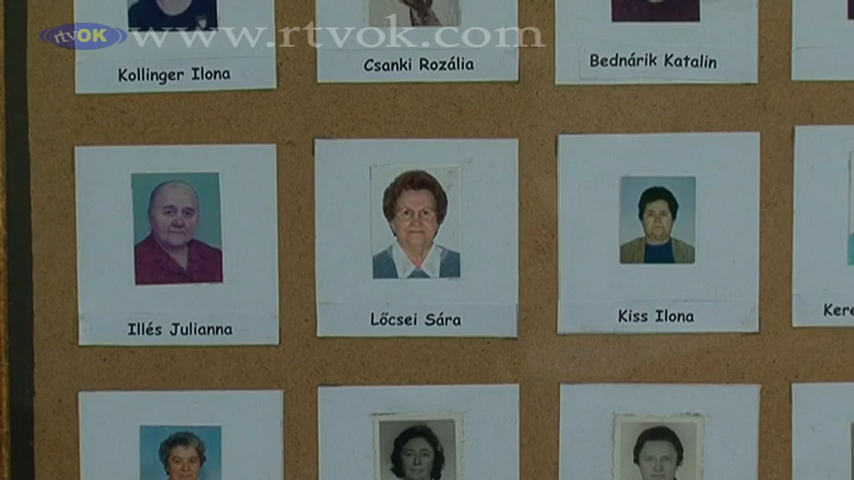 rtvOK www.rtvok.com
Kollinger Ilona
Csanki Rozália
Bednárik Katalin
Illés Julianna
Lőcsei Sára
Kiss Ilona